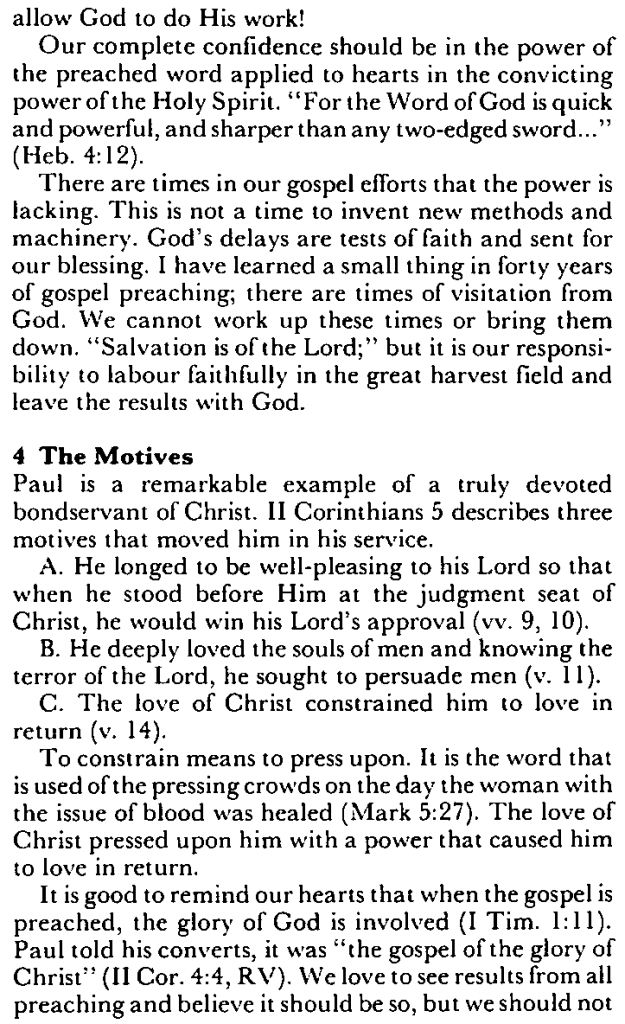 allow God to do His work!
Our complete confidence should be in the power of
the preached word applied to hearts in the convicting
power of the Holy Spirit. “For the Word of God is quick
and powerful, and sharper than any two-edged sword...”
(Heb. 4:12).
There are times in our gospel efforts that the power is
lacking. This is not a time to invent new methods and
machinery. God’s delays are tests of faith and sent for
our blessing. I have learned a small thing in forty years
of gospel preaching; there are times of visitation from
God. We cannot work up these times or bring them
down. “Salvation is of the Lord;” but it is our responsi-
bility to labour faithfully in the great harvest field and
leave the results with God.
4 The Motives
Paul is a remarkable example of a truly devoted
bondservant of Christ. II Corinthians 5 describes three
motives that moved him in his service.
A. He longed to be well-pleasing to his Lord so that
when he stood before Him at the judgment seat of
Christ, he would win his Lord’s approval (vv. 9, 10).
B. He deeply loved the souls of men and knowing the
terror of the Lord, he sought to persuade men (v. 11).
C. The love of Christ constrained him to love in
return (v. 14).
To constrain means to press upon. It is the word that
is used of the pressing crowds on the day the woman with
the issue of blood was healed (Mark 5:27). The love of
Christ pressed upon him with a power that caused him
to love in return.
It is good to remind our hearts that when the gospel is
preached, the glory of God is involved (I Tim. 1:11).
Paul told his converts, it was “the gospel of the glory of
Christ” (II Cor. 4:4, RV). We love to see results from all
preaching and believe it should be so, but we should not